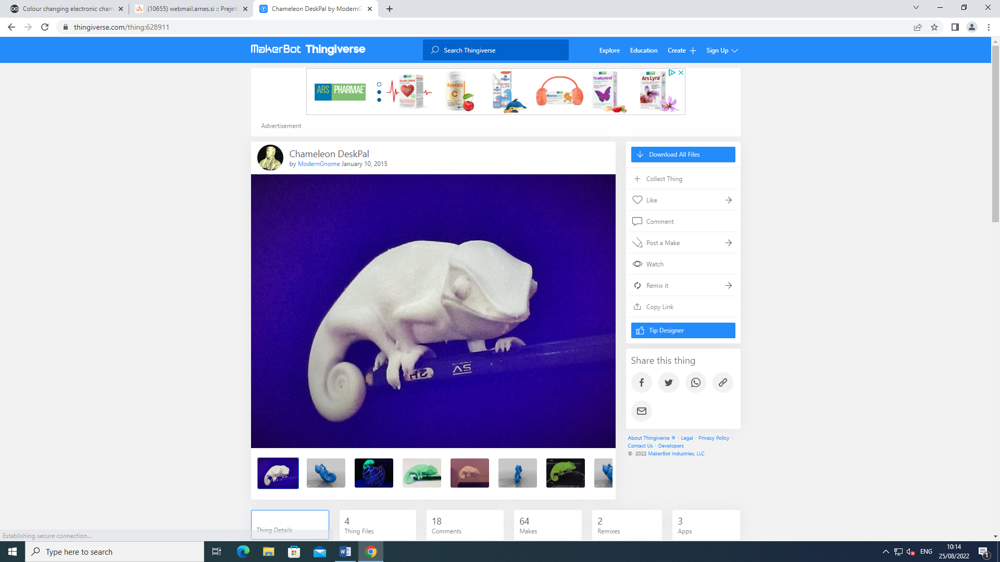 Colour changing electronic cham
(10655) webmail.arnes.si :: Prejeto
Chameleon DeskPal by ModernG
thingiverse.com/thing:628911
MakerBot Thingiverse
Search Thingiverse
Explore
Education
Create
Sign Up
ARS PHARMAE
Kardio Aktiv
Acerola
C
TiroKontrol
Ars Lyra
Advertisement
Chameleon DeskPal
by ModernGnome January 10, 2015
Download All Files
Collect Thing
Like
Comment
Post a Make
Watch
Remix it
Copy Link
Tip Designer
Share this thing
About Thingiverse ® · Legal · Privacy Policy ·
Contact Us · Developers
© 2022 MakerBot Industries, LLC
Thing Details
4
Thing Files
18
Comments
64
Makes
2
Remixes
3
Apps
Establishing secure connection...
Type here to search
ENG
10:14
25/08/2022
1